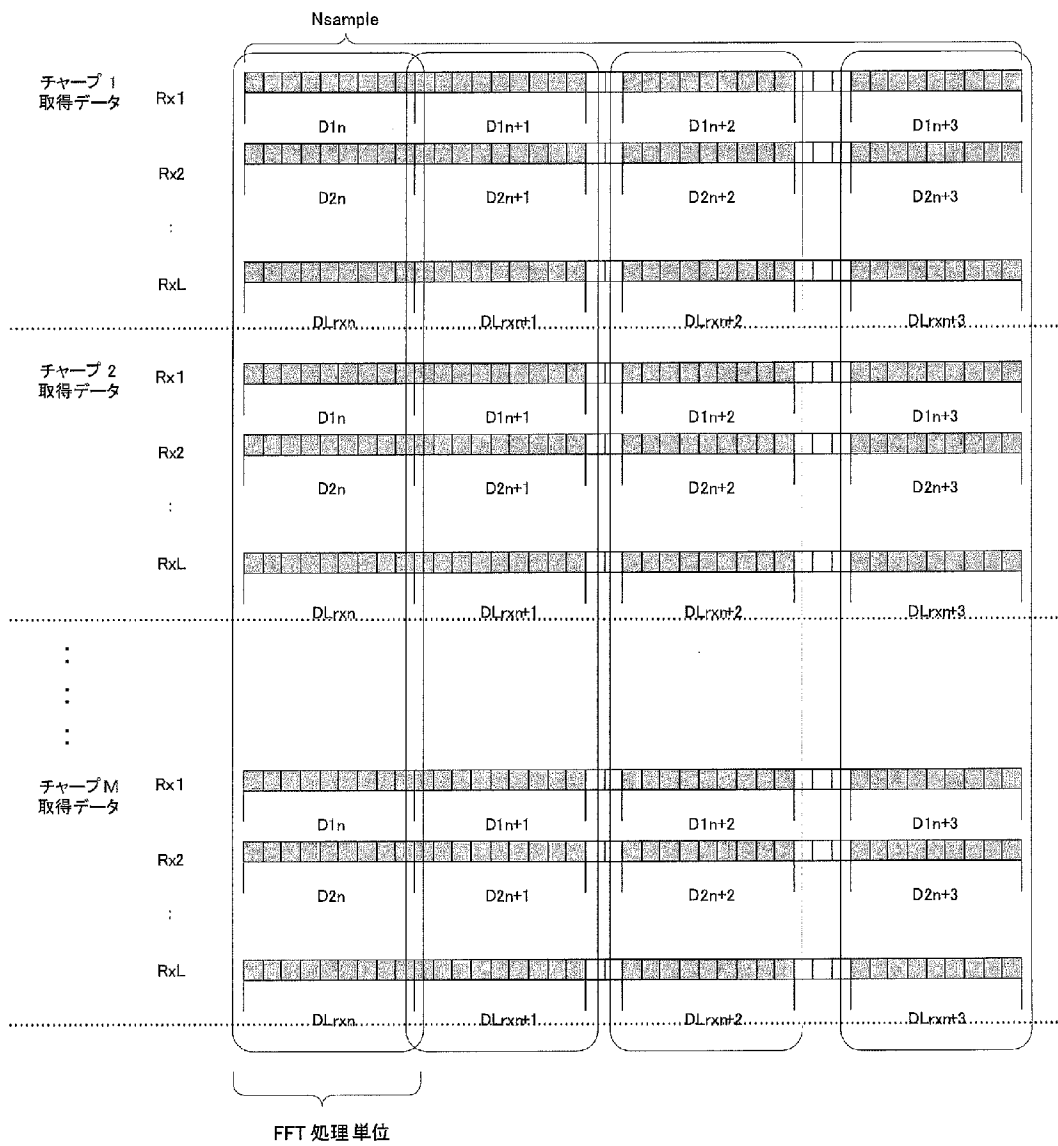 Nsample
チャープ 1
取得データ
Rx1
D1n D1n+1 D1n+2 D1n+3
Rx2
D2n D2n+1 D2n+2 D2n+3
:
RxL
DLrxn DLrxn+1 DLrxn+2 DLrxn+3
チャープ 2
取得データ
Rx1
D1n D1n+1 D1n+2 D1n+3
Rx2
D2n D2n+1 D2n+2 D2n+3
:
RxL
DLrxn DLrxn+1 DLrxn+2 DLrxn+3
:
:
:
チャープ M
取得データ
Rx1
D1n D1n+1 D1n+2 D1n+3
Rx2
D2n D2n+1 D2n+2 D2n+3
:
RxL
DLrxn DLrxn+1 DLrxn+2 DLrxn+3
FFT 処理単位